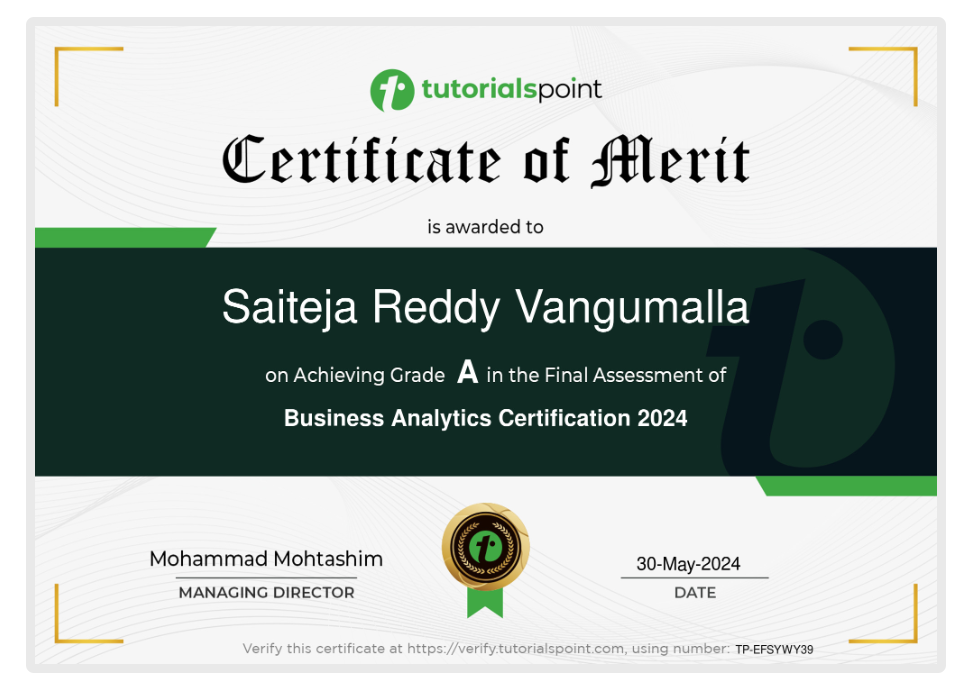 tutorialspoint
Certificate of Merit
is awarded to
Saiteja Reddy Vangumalla
on Achieving Grade A in the Final Assessment of
Business Analytics Certification 2024
Mohammad Mohtashim
MANAGING DIRECTOR
30-May-2024
DATE
Verify this certificate at https://verify.tutorialspoint.com, using number: TP-EFSYWY39